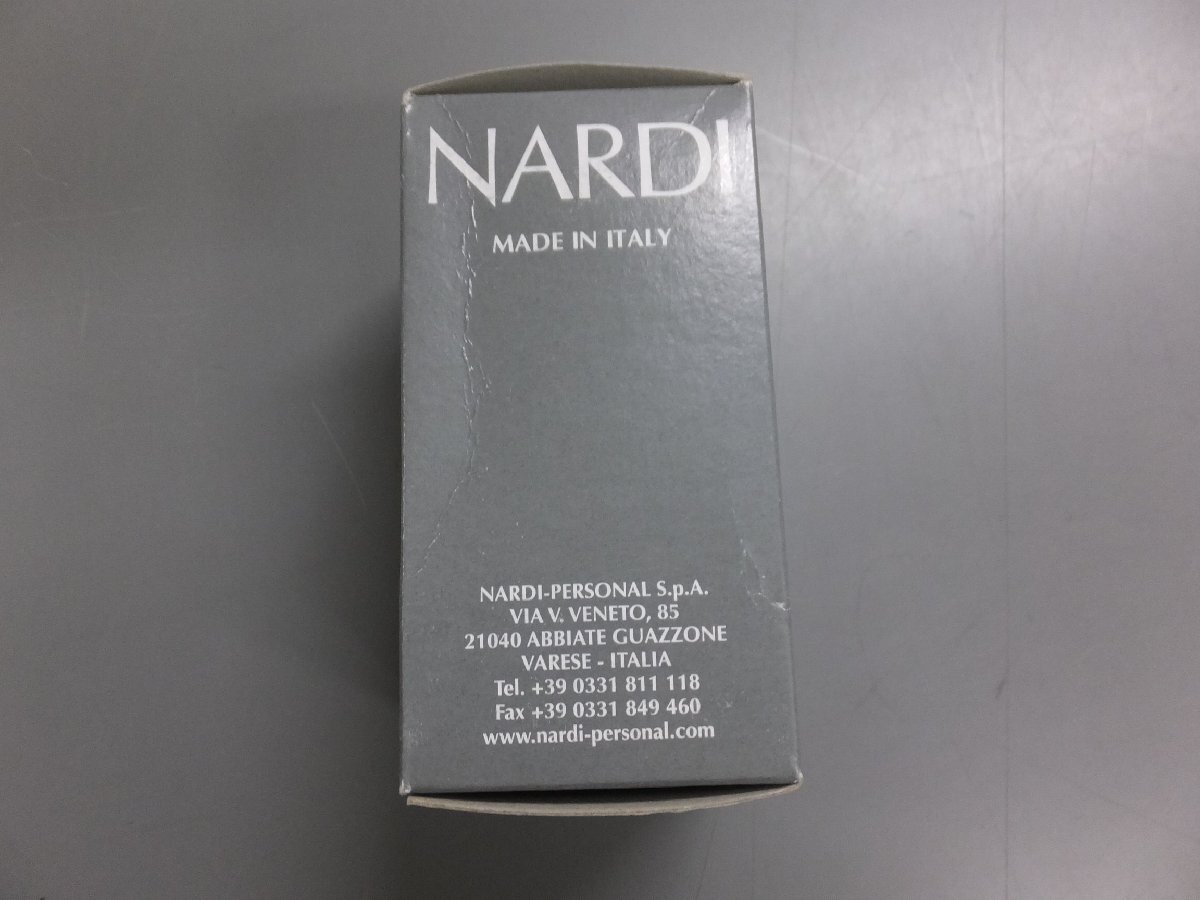 NARDI
MADE IN ITALY
NARDI-PERSONAL S.p.A.
VIA V. VENETO, 85
21040 ABBIATE GUAZZONE
VARESE - ITALIA
Tel. +39 0331 811 118
Fax +39 0331 849 460
www.nardi-personal.com